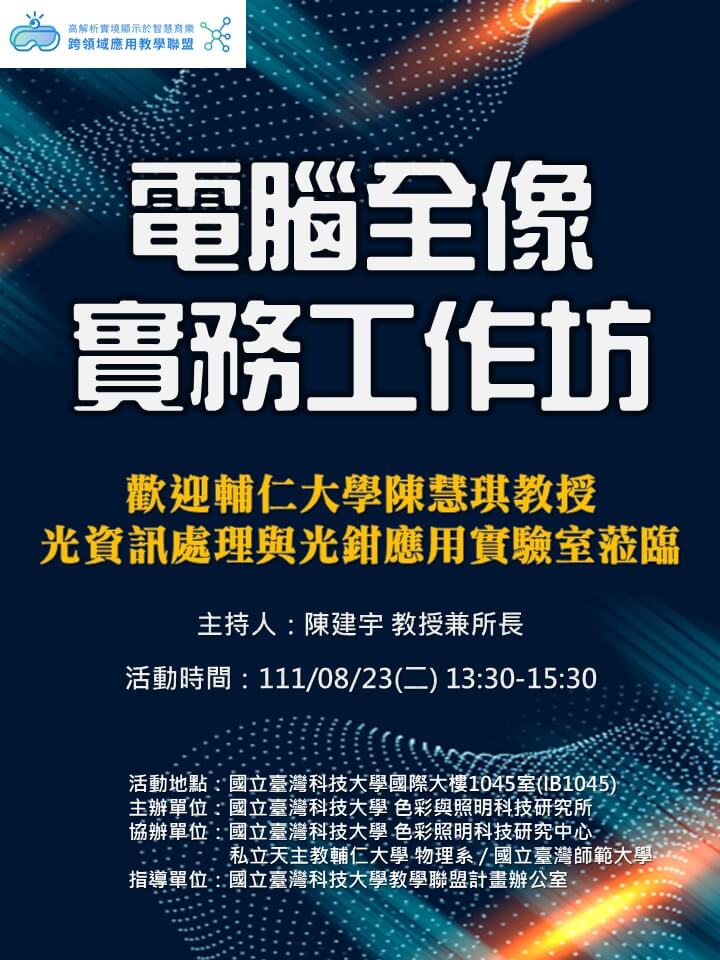 高解析實境顯示於智慧育樂
跨領域應用教學聯盟
電腦全像
實務工作坊
歡迎輔仁大學陳慧琪教授
光資訊處理與光鉗應用實驗室蒞臨
主持人：陳建宇 教授兼所長
活動時間：111/08/23(二) 13:30-15:30
活動地點：國立臺灣科技大學國際大樓1045室(IB1045)
主辦單位：國立臺灣科技大學 色彩與照明科技研究所
協辦單位：國立臺灣科技大學 色彩照明科技研究中心
私立天主教輔仁大學 物理系 / 國立臺灣師範大學
指導單位：國立臺灣科技大學教學聯盟計畫辦公室